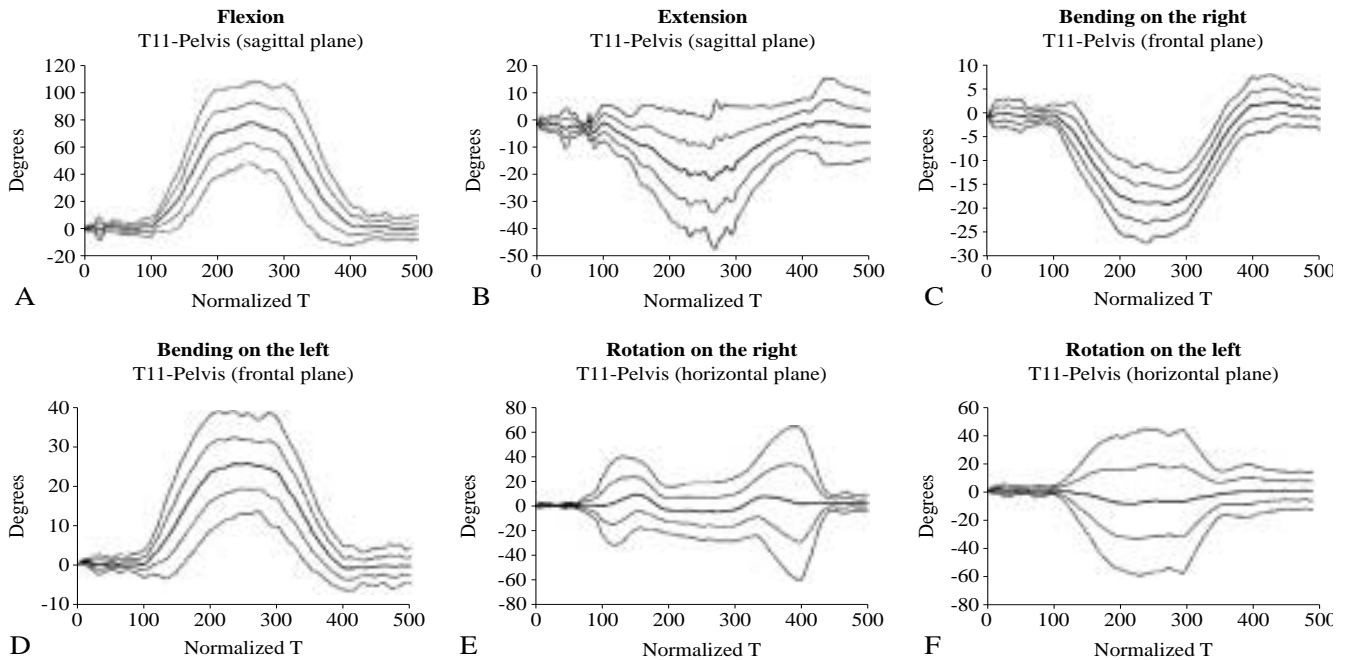 Flexion
T11-Pelvis (sagittal plane)
120
100
80
60
40
20
0
-20
Degrees
0 100 200 300 400 500
Normalized T
A
Extension
T11-Pelvis (sagittal plane)
20
10
0
-10
-20
-30
-40
-50
Degrees
0 100 200 300 400 500
Normalized T
B
Bending on the right
T11-Pelvis (frontal plane)
10
5
0
-5
-10
-15
-20
-25
-30
Degrees
0 100 200 300 400 500
Normalized T
C
Bending on the left
T11-Pelvis (frontal plane)
40
30
20
10
0
-10
Degrees
0 100 200 300 400 500
Normalized T
D
Rotation on the right
T11-Pelvis (horizontal plane)
80
60
40
20
0
-20
-40
-60
-80
Degrees
0 100 200 300 400 500
Normalized T
E
Rotation on the left
T11-Pelvis (horizontal plane)
60
40
20
0
-20
-40
-60
-80
Degrees
0 100 200 300 400 500
Normalized T
F